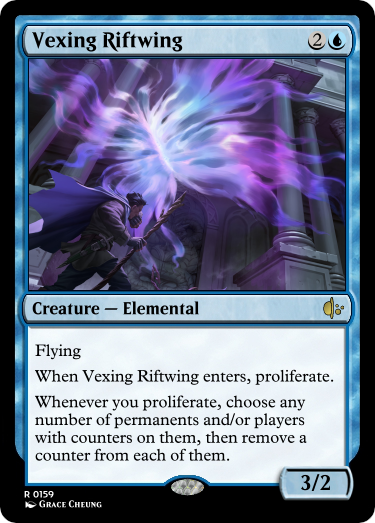 Vexing Riftwing 2
Creature — Elemental
Flying
When Vexing Riftwing enters, proliferate.
Whenever you proliferate, choose any
number of permanents and/or players
with counters on them, then remove a
counter from each of them.
3/2
R 0159
Grace Cheung